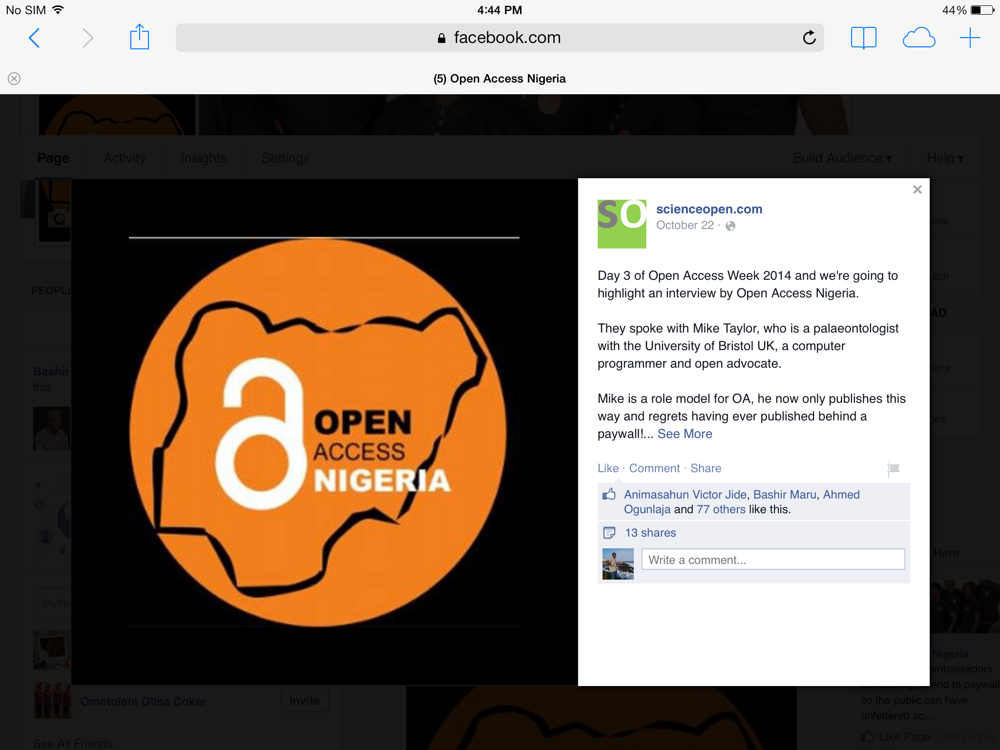 No SIM
4:44 PM
44%
facebook.com
(5) Open Access Nigeria
Page
Activity
Insights
Settings
Build Audience ▾
Help ▾
PEOPL
Bashir
this.
Invite
Omotolani Olisa Coker
Invite
See All Friends
OPEN
ACCESS
NIGERIA
SO
scienceopen.com
October 22 ·
Day 3 of Open Access Week 2014 and we're going to
highlight an interview by Open Access Nigeria.
They spoke with Mike Taylor, who is a palaeontologist
with the University of Bristol UK, a computer
programmer and open advocate.
Mike is a role model for OA, he now only publishes this
way and regrets having ever published behind a
paywall!... See More
Like · Comment · Share
Animasahun Victor Jide, Bashir Maru, Ahmed
Ogunlaja and 77 others like this.
13 shares
Write a comment...
kes
ach
AD
ions
ges
Here
Nigeria
ambassadors
advocating an end to paywall
so the public can have
unfettered ac...
Like Page · 533 people